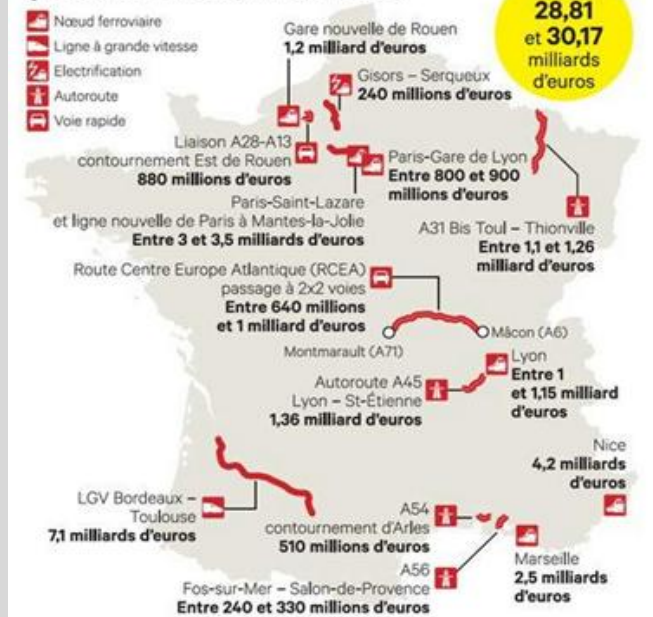 28,81
et 30,17
milliards
d'euros
Nœud ferroviaire
Ligne à grande vitesse
Electrification
Autoroute
Voie rapide
Gare nouvelle de Rouen
1,2 milliard d'euros
Gisors – Serqueux
240 millions d'euros
Liaison A28-A13
contournement Est de Rouen
880 millions d'euros
Paris-Gare de Lyon
Entre 800 et 900
millions d'euros
Paris-Saint-Lazare
et ligne nouvelle de Paris à Mantes-la-Jolie
Entre 3 et 3,5 milliards d'euros
A31 Bis Toul – Thionville
Entre 1,1 et 1,26
milliard d'euros
Route Centre Europe Atlantique (RCEA)
passage à 2x2 voies
Entre 640 millions
et 1 milliard d'euros
Montmarault (A71)
Mâcon (A6)
Lyon
Entre 1
et 1,15 milliard
d'euros
Autoroute A45
Lyon – St-Étienne
1,36 milliard d'euros
Nice
4,2 milliards
d'euros
LGV Bordeaux –
Toulouse
7,1 milliards d'euros
A54
contournement d'Arles
510 millions d'euros
A56
Fos-sur-Mer – Salon-de-Provence
Entre 240 et 330 millions d'euros
Marseille
2,5 milliards
d'euros